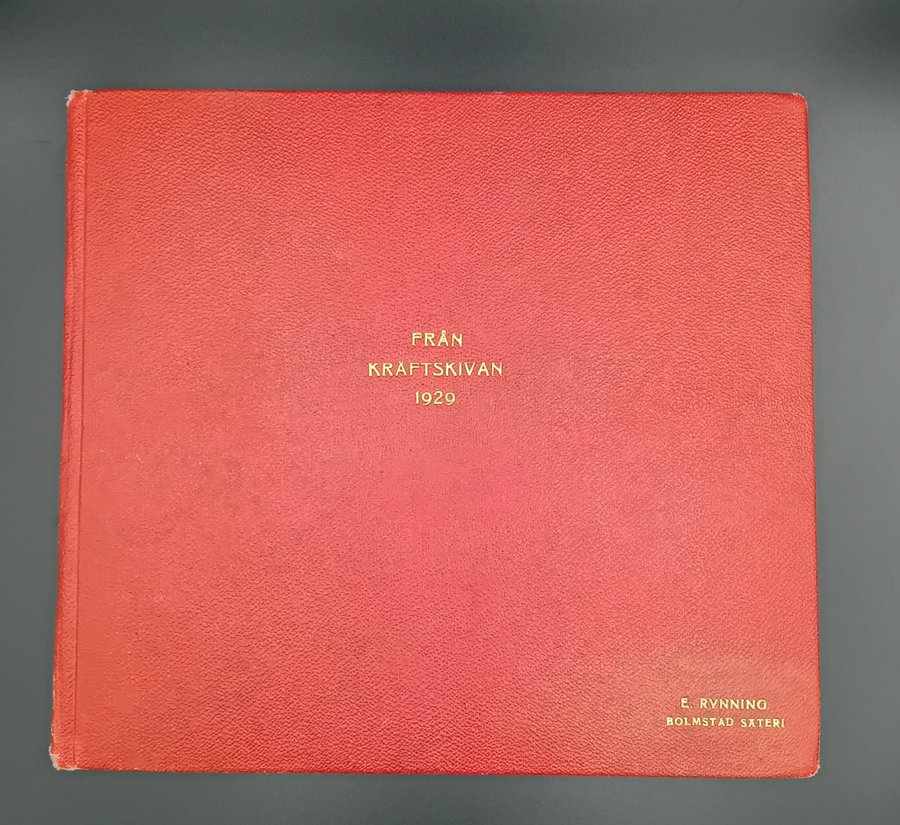 FRÅN
KRÄFTSKIVAN
1929
E. RYNNING
BOLMSTAD SÄTERI